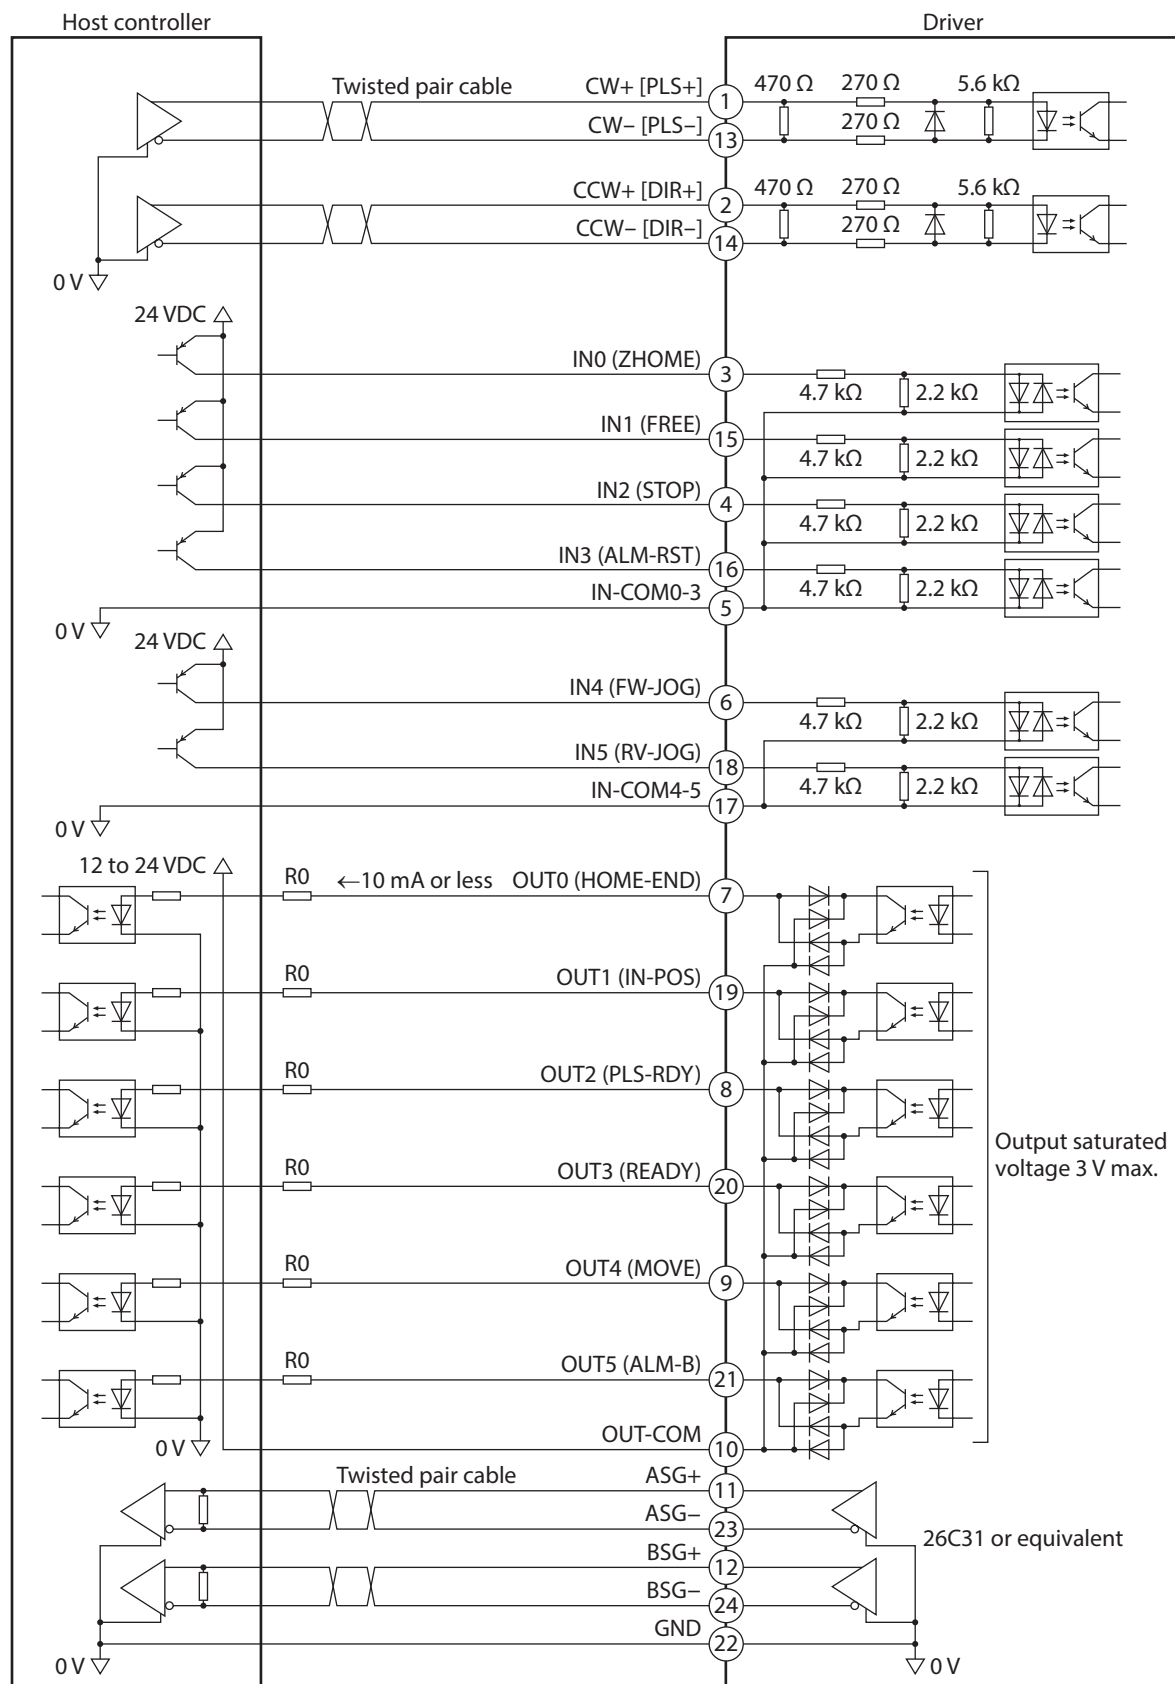 Host controller
Driver
Twisted pair cable
CW+ [PLS+]
1
470 Ω
270 Ω
5.6 kΩ
CW– [PLS–]
13
270 Ω
CCW+ [DIR+]
2
470 Ω
270 Ω
5.6 kΩ
CCW– [DIR–]
14
270 Ω
0 V
24 VDC
IN0 (ZHOME)
3
4.7 kΩ
2.2 kΩ
IN1 (FREE)
15
4.7 kΩ
2.2 kΩ
IN2 (STOP)
4
4.7 kΩ
2.2 kΩ
IN3 (ALM-RST)
16
4.7 kΩ
2.2 kΩ
IN-COM0-3
5
0 V
24 VDC
IN4 (FW-JOG)
6
4.7 kΩ
2.2 kΩ
IN5 (RV-JOG)
18
4.7 kΩ
2.2 kΩ
IN-COM4-5
17
0 V
12 to 24 VDC
R0
←10 mA or less
OUT0 (HOME-END)
7
R0
OUT1 (IN-POS)
19
R0
OUT2 (PLS-RDY)
8
Output saturated
voltage 3 V max.
R0
OUT3 (READY)
20
R0
OUT4 (MOVE)
9
R0
OUT5 (ALM-B)
21
0 V
OUT-COM
10
Twisted pair cable
ASG+
11
ASG–
23
26C31 or equivalent
BSG+
12
BSG–
24
GND
22
0 V
0 V